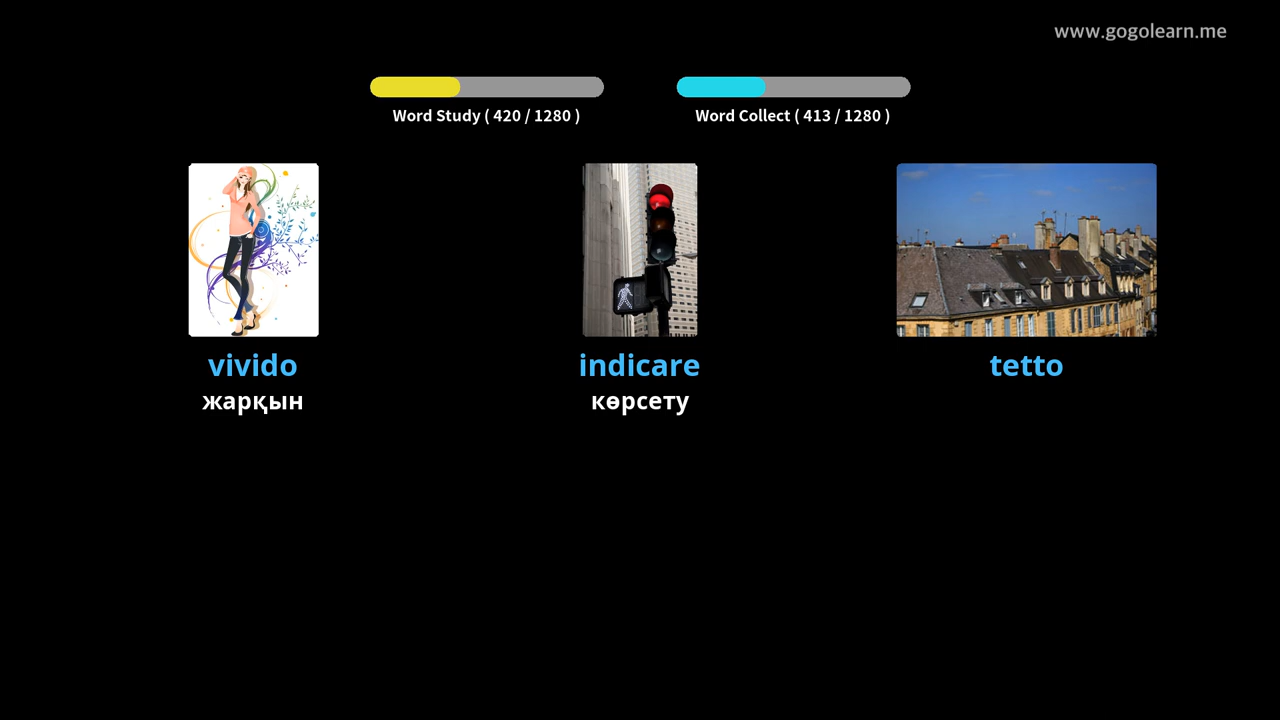 www.gogolearn.me
Word Study ( 420 / 1280 )
Word Collect ( 413 / 1280 )
vivido
жарқын
indicare
көрсету
tetto